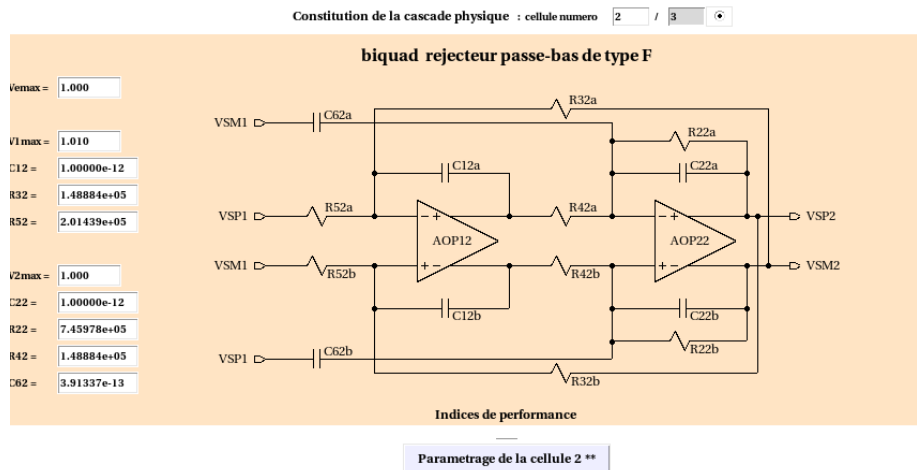 Constitution de la cascade physique : cellule numero 2 / 3
biquad rejecteur passe-bas de type F
Vemax = 1.000
V1max = 1.010
C12 = 1.00000e-12
R32 = 1.48884e+05
R52 = 2.01439e+05
V2max = 1.000
C22 = 1.00000e-12
R22 = 7.45978e+05
R42 = 1.48884e+05
C62 = 3.91337e-13
R32a
VSM1 C62a
R22a
C12a C22a
R52a R42a
VSP1 VSP2
AOP12 AOP22
VSM1 VSM2
R52b R42b
C12b C22b
R22b
VSP1 C62b
R32b
Indices de performance
Parametrage de la cellule 2 **